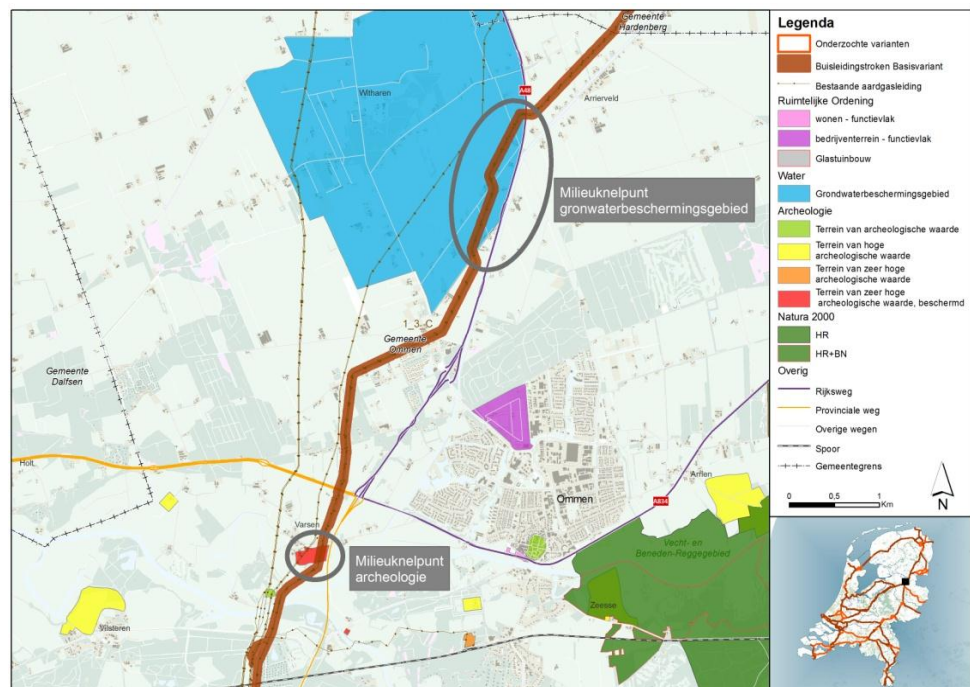 Gemeente
Hardenberg
Witharen
A48
Arriërveld
Milieuknelpunt
gronwaterbeschermingsgebied
1_3_C
Gemeente
Ommen
Gemeente
Dalfsen
Holt
Varsen
Ommen
Arriën
A834
Milieuknelpunt
archeologie
Vecht- en
Beneden-Reggegebied
Zeesse
Vilsteren
Legenda
Onderzochte varianten
Buisleidingstroken Basisvariant
Bestaande aardgasleiding
Ruimtelijke Ordening
wonen - functievlak
bedrijventerrein - functievlak
Glastuinbouw
Water
Grondwaterbeschermingsgebied
Archeologie
Terrein van archeologische waarde
Terrein van hoge
archeologische waarde
Terrein van zeer hoge
archeologische waarde
Terrein van zeer hoge
archeologische waarde, beschermd
Natura 2000
HR
HR+BN
Overig
Rijksweg
Provinciale weg
Overige wegen
Spoor
Gemeentegrens
0 0,5 1
Km
N